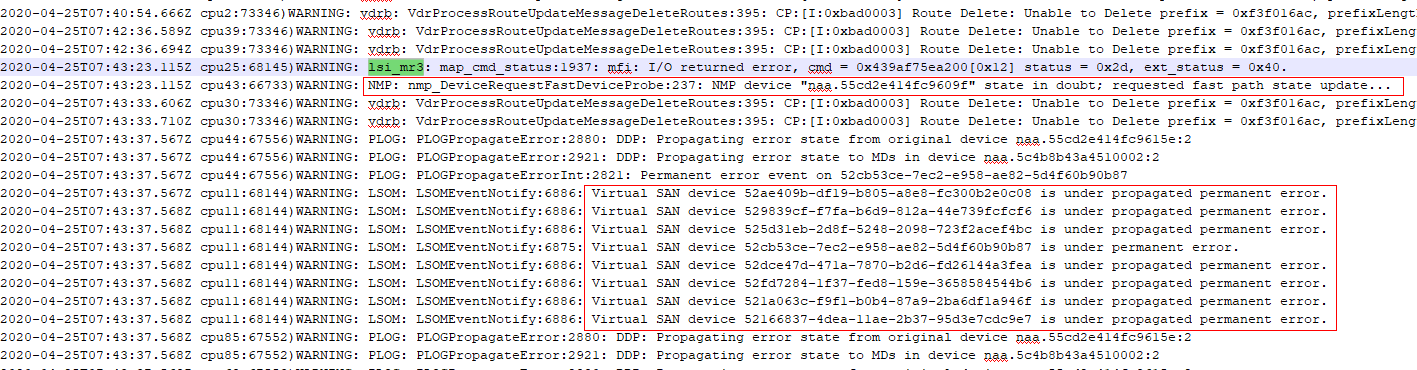 2020-04-25T07:40:54.666Z cpu2:73346)WARNING: vdrb: VdrProcessRouteUpdateMessageDeleteRoutes:395: CP:[I:0xbad0003] Route Delete: Unable to Delete prefix = 0xf3f016ac, prefixLengt
2020-04-25T07:42:36.589Z cpu39:73346)WARNING: vdrb: VdrProcessRouteUpdateMessageDeleteRoutes:395: CP:[I:0xbad0003] Route Delete: Unable to Delete prefix = 0xf3f016ac, prefixLeng
2020-04-25T07:42:36.694Z cpu39:73346)WARNING: vdrb: VdrProcessRouteUpdateMessageDeleteRoutes:395: CP:[I:0xbad0003] Route Delete: Unable to Delete prefix = 0xf3f016ac, prefixLeng
2020-04-25T07:43:23.115Z cpu25:68145)WARNING: lsi_mr3: map_cmd_status:1937: mfi: I/O returned error, cmd = 0x439af75ea200[0x12] status = 0x2d, ext_status = 0x40.
2020-04-25T07:43:23.115Z cpu43:66733)WARNING: NMP: nmp_DeviceRequestFastDeviceProbe:237: NMP device "naa.55cd2e414fc9609f" state in doubt; requested fast path state update...
2020-04-25T07:43:33.606Z cpu30:73346)WARNING: vdrb: VdrProcessRouteUpdateMessageDeleteRoutes:395: CP:[I:0xbad0003] Route Delete: Unable to Delete prefix = 0xf3f016ac, prefixLeng
2020-04-25T07:43:33.710Z cpu30:73346)WARNING: vdrb: VdrProcessRouteUpdateMessageDeleteRoutes:395: CP:[I:0xbad0003] Route Delete: Unable to Delete prefix = 0xf3f016ac, prefixLeng
2020-04-25T07:43:37.567Z cpu44:67556)WARNING: PLOG: PLOGPropagateError:2880: DDP: Propagating error state from original device naa.55cd2e414fc9615e:2
2020-04-25T07:43:37.567Z cpu44:67556)WARNING: PLOG: PLOGPropagateError:2921: DDP: Propagating error state to MDs in device naa.5c4b8b43a4510002:2
2020-04-25T07:43:37.567Z cpu44:67556)WARNING: PLOG: PLOGPropagateErrorInt:2821: Permanent error event on 52cb53ce-7ec2-e958-ae82-5d4f60b90b87
2020-04-25T07:43:37.567Z cpu11:68144)WARNING: LSOM: LSOMEventNotify:6886: Virtual SAN device 52ae409b-df19-b805-a8e8-fc300b2e0c08 is under propagated permanent error.
2020-04-25T07:43:37.568Z cpu11:68144)WARNING: LSOM: LSOMEventNotify:6886: Virtual SAN device 529839cf-f7fa-b6d9-812a-44e739fcfcf6 is under propagated permanent error.
2020-04-25T07:43:37.568Z cpu11:68144)WARNING: LSOM: LSOMEventNotify:6886: Virtual SAN device 525d31eb-2d8f-5248-2098-723f2acef4bc is under propagated permanent error.
2020-04-25T07:43:37.568Z cpu11:68144)WARNING: LSOM: LSOMEventNotify:6875: Virtual SAN device 52cb53ce-7ec2-e958-ae82-5d4f60b90b87 is under permanent error.
2020-04-25T07:43:37.568Z cpu11:68144)WARNING: LSOM: LSOMEventNotify:6886: Virtual SAN device 52dce47d-471a-7870-b2d6-fd26144a3fea is under propagated permanent error.
2020-04-25T07:43:37.568Z cpu11:68144)WARNING: LSOM: LSOMEventNotify:6886: Virtual SAN device 52fd7284-1f37-fed8-159e-3658584544b6 is under propagated permanent error.
2020-04-25T07:43:37.568Z cpu11:68144)WARNING: LSOM: LSOMEventNotify:6886: Virtual SAN device 521a063c-f9f1-b0b4-87a9-2ba6df1a946f is under propagated permanent error.
2020-04-25T07:43:37.568Z cpu11:68144)WARNING: LSOM: LSOMEventNotify:6886: Virtual SAN device 52166837-4dea-11ae-2b37-95d3e7cdc9e7 is under propagated permanent error.
2020-04-25T07:43:37.568Z cpu85:67552)WARNING: PLOG: PLOGPropagateError:2880: DDP: Propagating error state from original device naa.55cd2e414fc9615e:2
2020-04-25T07:43:37.568Z cpu85:67552)WARNING: PLOG: PLOGPropagateError:2921: DDP: Propagating error state to MDs in device naa.5c4b8b43a4510002:2